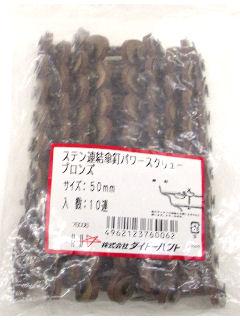 ステン連結傘釘パワースクリュー
ブロンズ
サイズ:50mm
入 数:10連
76006
4962123760062
株式会社 ダイドーハント